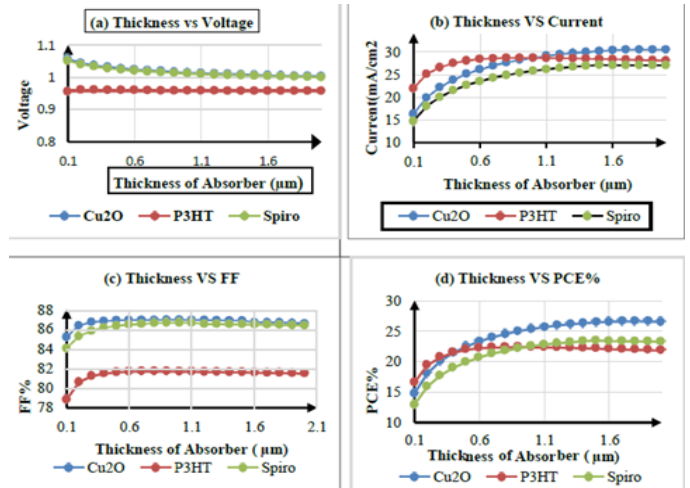 (a) Thickness vs Voltage
1.1
1
0.9
0.8
Voltage
0.1 0.6 1.1 1.6
Thickness of Absorber (µm)
Cu2O P3HT Spiro
(b) Thickness VS Current
30
25
20
15
10
Current(mA/cm2
0.1 0.6 1.1 1.6
Thickness of Absorber (µm)
Cu2O P3HT Spiro
(c) Thickness VS FF
88
86
84
82
80
78
FF%
0.1 0.6 1.1 1.6 2.1
Thickness of Absorber ( µm)
Cu2O P3HT Spiro
(d) Thickness VS PCE%
30
25
20
15
10
PCE%
0.1 0.6 1.1 1.6
Thickness of Absorber (µm)
Cu2O P3HT Spiro